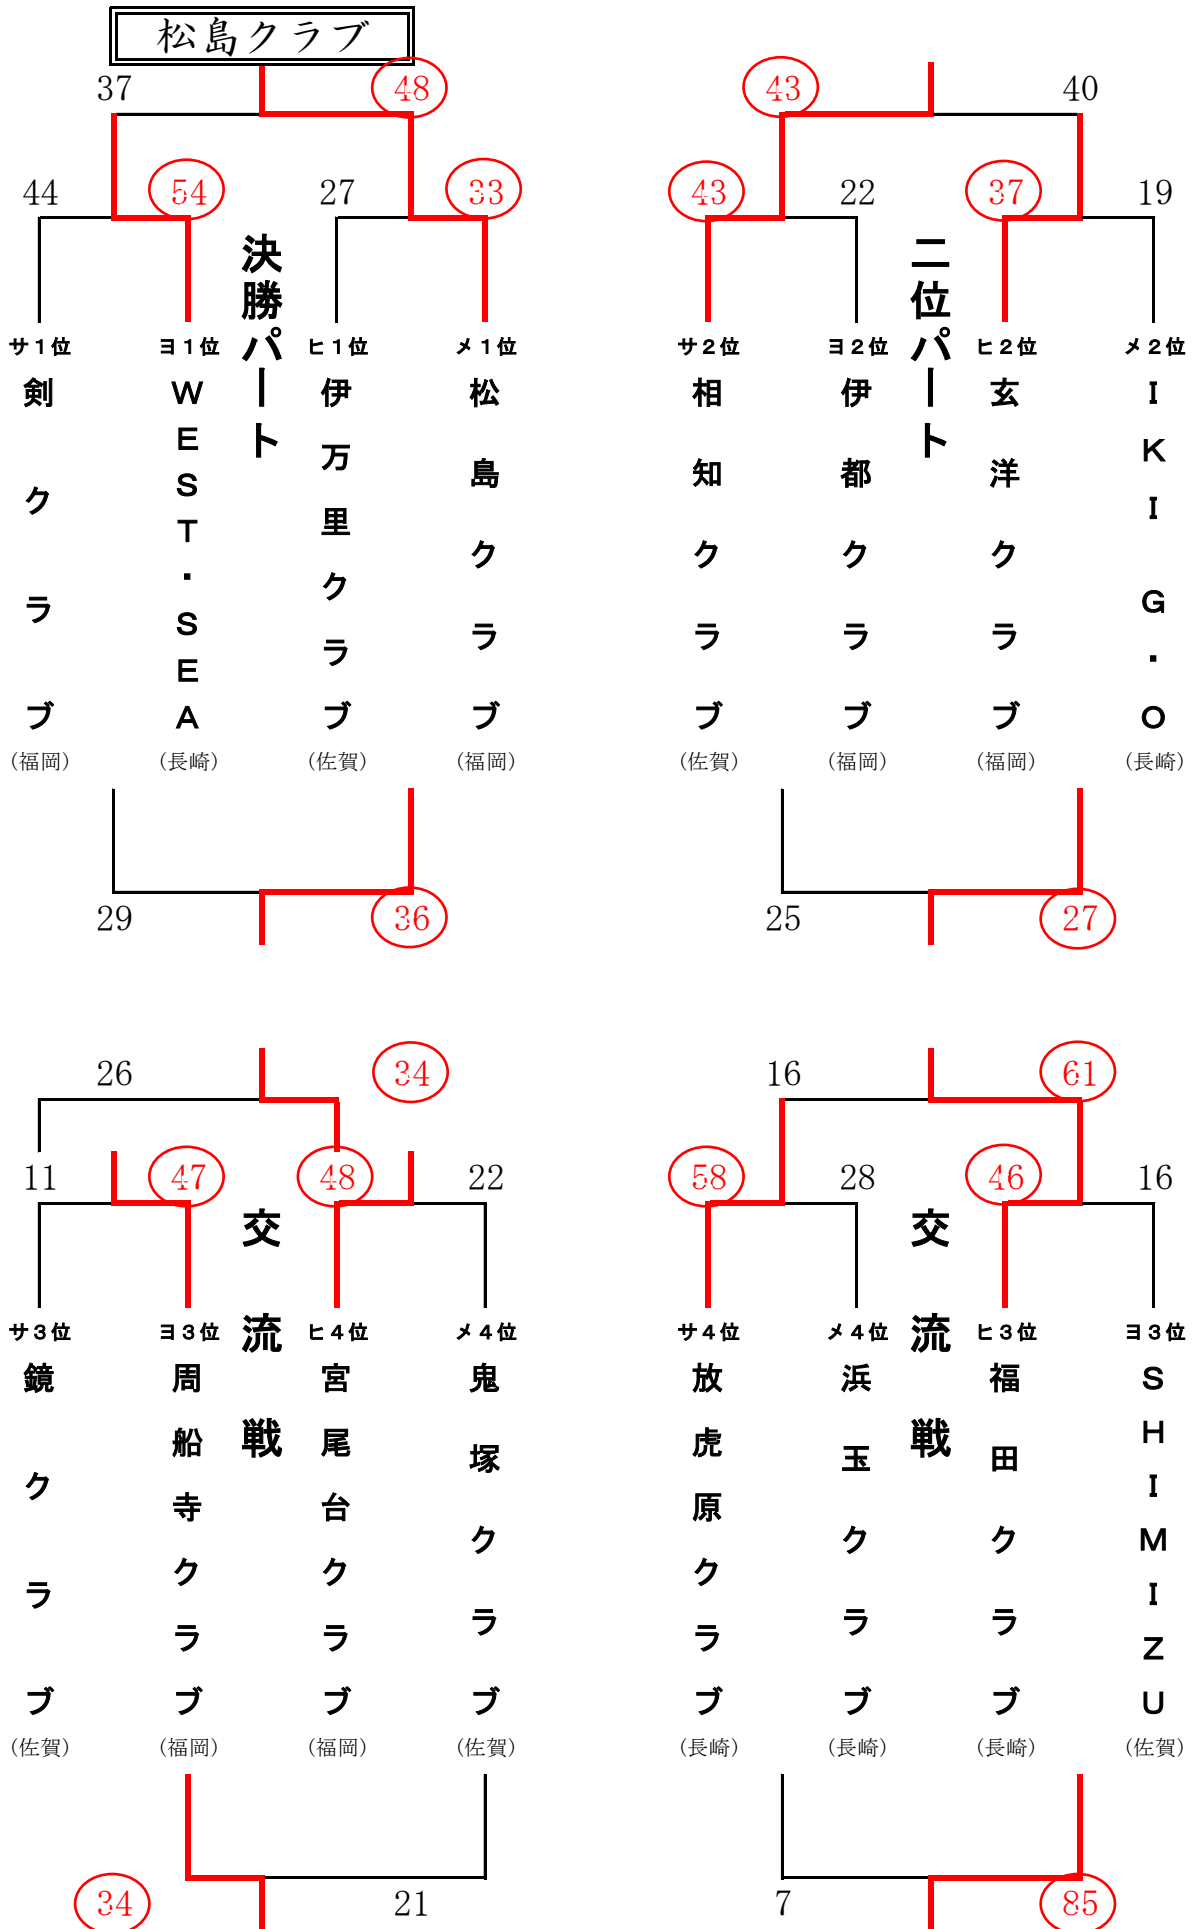 松島クラブ
37 48
44 54 27 33
決勝パート
サ1位 ヨ1位 ヒ1位 メ1位
剣クラブ
WEST・SEA
伊万里クラブ
松島クラブ
(福岡) (長崎) (佐賀) (福岡)
29 36
43 40
43 22 37 19
二位パート
サ2位 ヨ2位 ヒ2位 メ2位
相知クラブ
伊都クラブ
玄洋クラブ
IKI G・O
(佐賀) (福岡) (福岡) (長崎)
25 27
26 34
11 47 48 22
交流戦
サ3位 ヨ3位 ヒ4位 メ4位
鏡クラブ
周船寺クラブ
宮尾台クラブ
鬼塚クラブ
(佐賀) (福岡) (福岡) (佐賀)
34 21
16 61
58 28 46 16
交流戦
サ4位 メ4位 ヒ3位 ヨ3位
放虎原クラブ
浜玉クラブ
福田クラブ
SHIMIZU
(長崎) (長崎) (長崎) (佐賀)
7 85